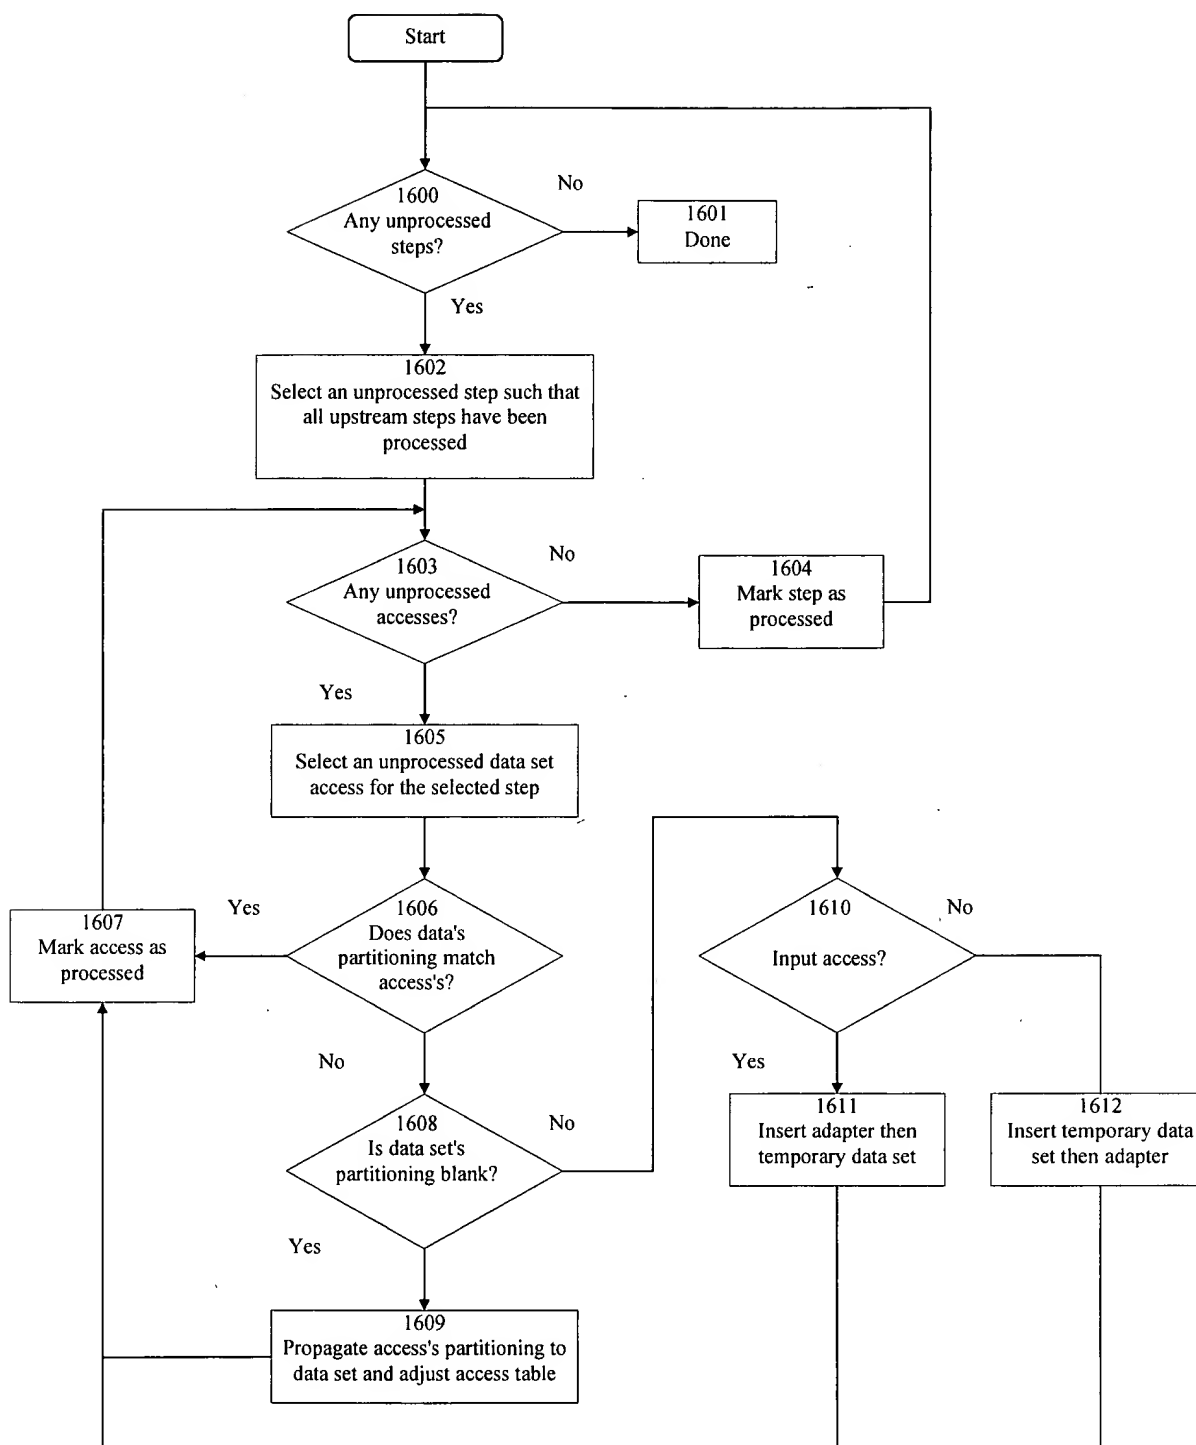 Start
1600
Any unprocessed
steps?
No
1601
Done
Yes
1602
Select an unprocessed step such that
all upstream steps have been
processed
1603
Any unprocessed
accesses?
No
1604
Mark step as
processed
Yes
1605
Select an unprocessed data set
access for the selected step
1606
Does data's
partitioning match
access's?
Yes
1607
Mark access as
processed
No
1608
Is data set's
partitioning blank?
No
1610
Input access?
No
Yes
1611
Insert adapter then
temporary data set
1612
Insert temporary data
set then adapter
Yes
1609
Propagate access's partitioning to
data set and adjust access table